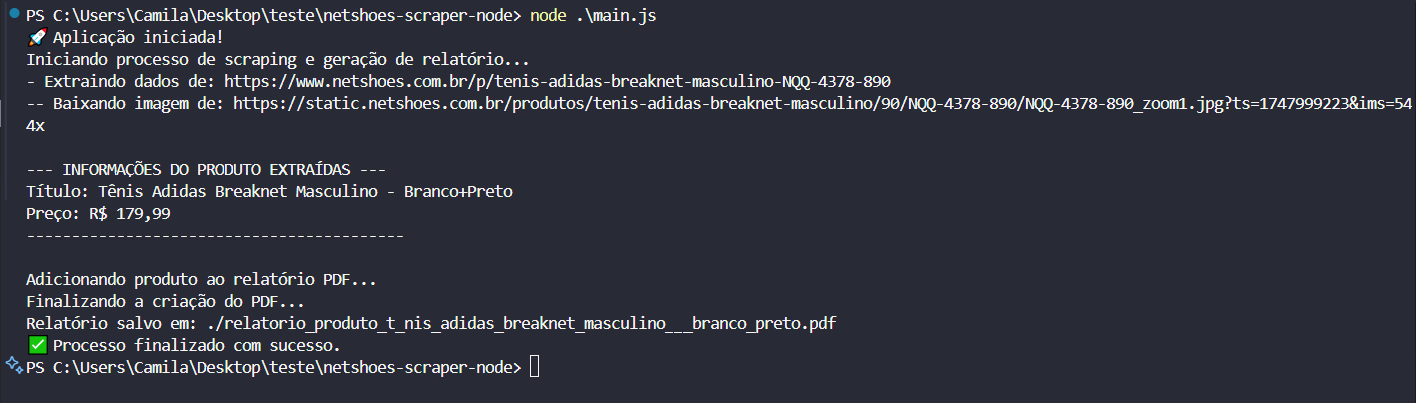 PS C:\Users\Camila\Desktop\teste\netshoes-scraper-node> node .\main.js
🚀 Aplicação iniciada!
Iniciando processo de scraping e geração de relatório...
- Extraindo dados de: https://www.netshoes.com.br/p/tenis-adidas-breaknet-masculino-NQQ-4378-890
-- Baixando imagem de: https://static.netshoes.com.br/produtos/tenis-adidas-breaknet-masculino/90/NQQ-4378-890/NQQ-4378-890_zoom1.jpg?ts=1747999223&ims=54
4x
--- INFORMAÇÕES DO PRODUTO EXTRAÍDAS ---
Título: Tênis Adidas Breaknet Masculino - Branco+Preto
Preço: R$ 179,99
------------------------------------------
Adicionando produto ao relatório PDF...
Finalizando a criação do PDF...
Relatório salvo em: ./relatorio_produto_t_nis_adidas_breaknet_masculino___branco_preto.pdf
✅ Processo finalizado com sucesso.
PS C:\Users\Camila\Desktop\teste\netshoes-scraper-node>